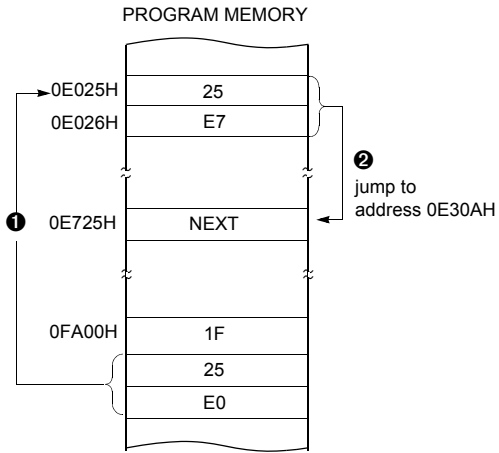 PROGRAM MEMORY
0E025H 25
0E026H E7
❷
jump to
address 0E30AH
❶ 0E725H NEXT
0FA00H 1F
25
E0